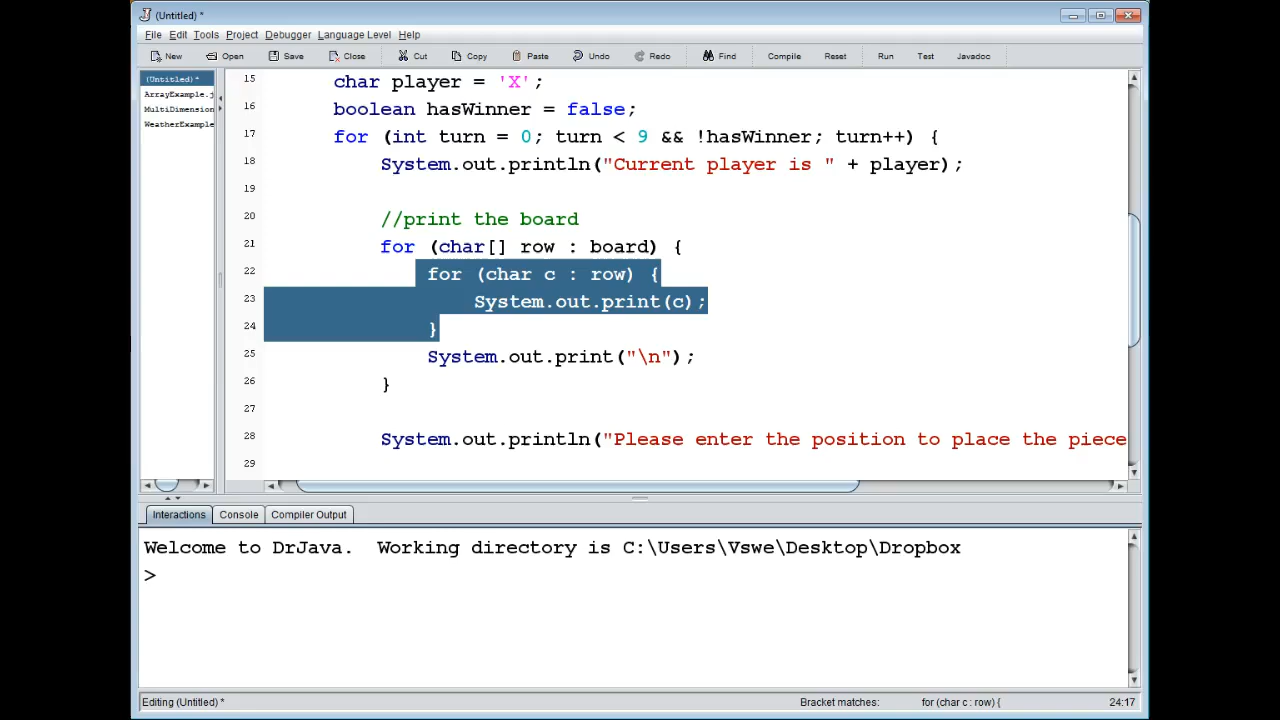 J (Untitled) *
File Edit Tools Project Debugger Language Level Help
New Open Save Close Cut Copy Paste Undo Redo Find Compile Reset Run Test Javadoc
(Untitled) *
ArrayExample.j
MultiDimension
WeatherExample
15 char player = 'X';
16 boolean hasWinner = false;
17 for (int turn = 0; turn < 9 && !hasWinner; turn++) {
18 System.out.println("Current player is " + player);
19
20 //print the board
21 for (char[] row : board) {
22 for (char c : row) {
23 System.out.print(c);
24 }
25 System.out.print("\n");
26 }
27
28 System.out.println("Please enter the position to place the piece
29
Interactions Console Compiler Output
Welcome to DrJava.  Working directory is C:\Users\Vswe\Desktop\Dropbox
>
Editing (Untitled) * Bracket matches: for (char c : row) { 24:17